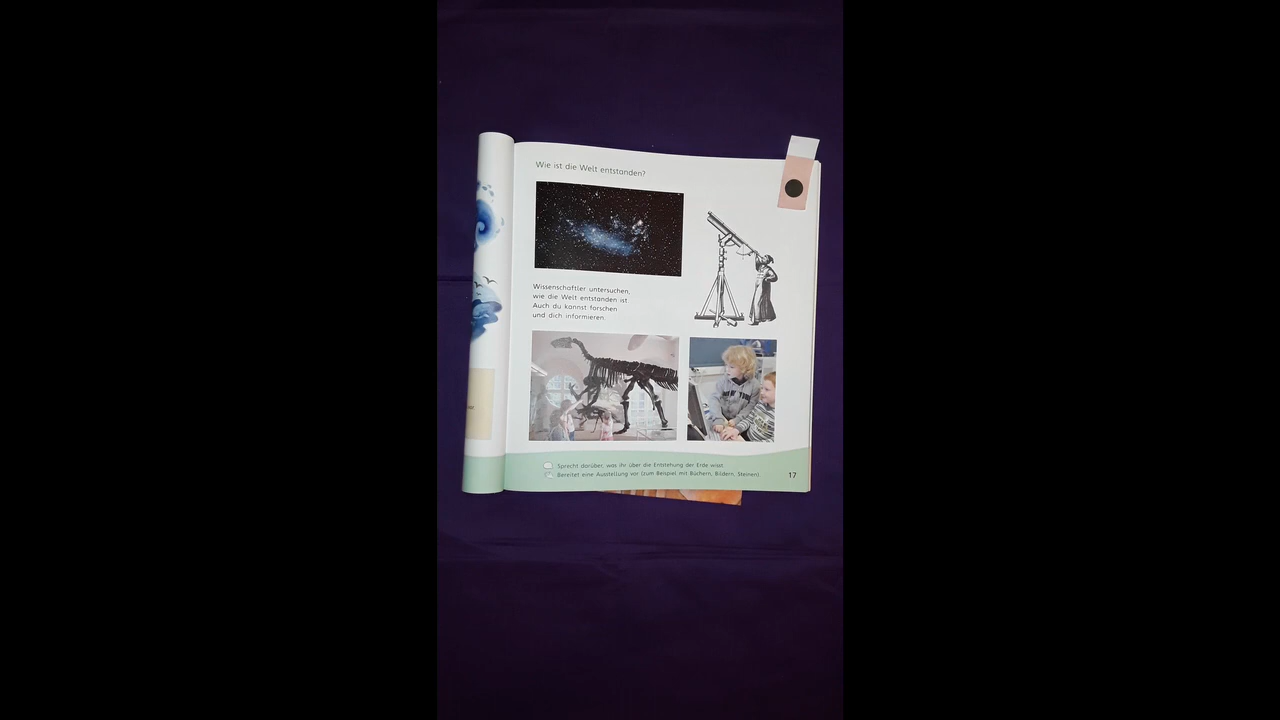 Wie ist die Welt entstanden?
Wissenschaftler untersuchen,
wie die Welt entstanden ist.
Auch du kannst forschen
und dich informieren.
Sprecht darüber, was ihr über die Entstehung der Erde wisst.
Bereitet eine Ausstellung vor (zum Beispiel mit Büchern, Bildern, Steinen).
17